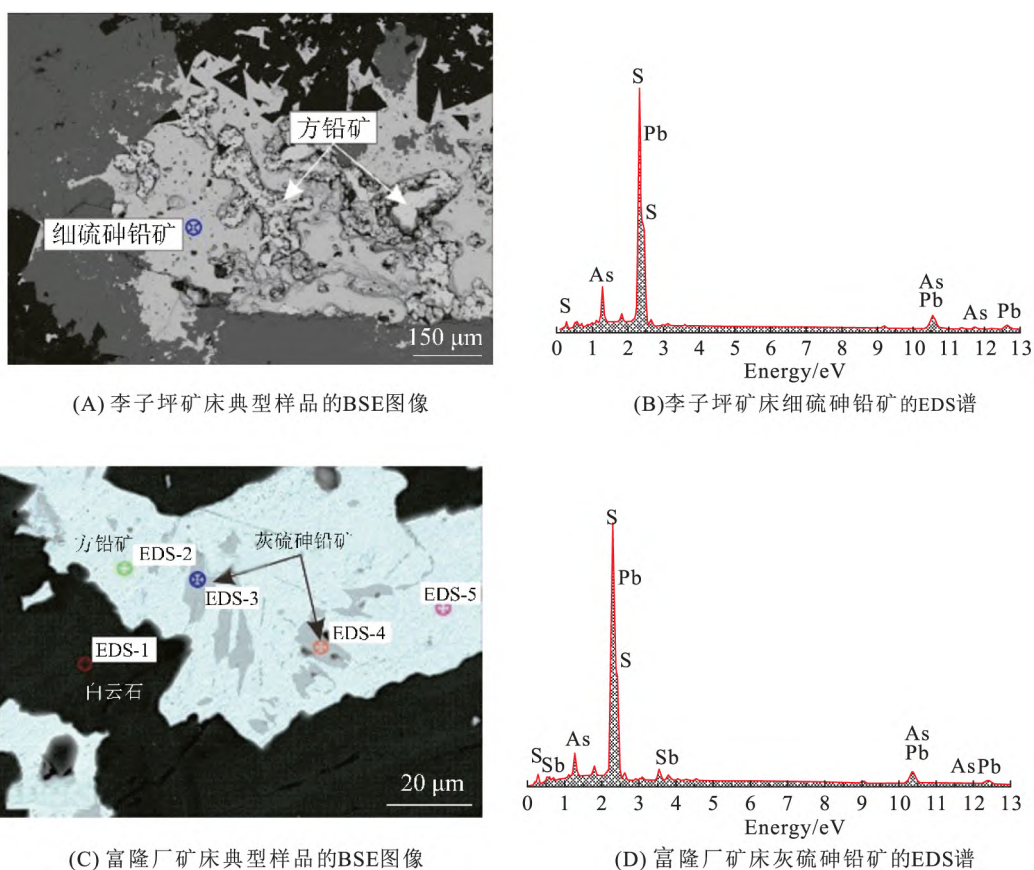 方铅矿
细硫砷铅矿
150 μm
(A) 李子坪矿床典型样品的BSE图像
S
Pb
S
As
S
As
Pb
As
Pb
0 1 2 3 4 5 6 7 8 9 10 11 12 13
Energy/eV
(B)李子坪矿床细硫砷铅矿的EDS谱
方铅矿
EDS-2
灰硫砷铅矿
EDS-3
EDS-5
EDS-4
EDS-1
白云石
20 μm
(C) 富隆厂矿床典型样品的BSE图像
S
Pb
S
As
S
Sb
Sb
As
Pb
As
Pb
0 1 2 3 4 5 6 7 8 9 10 11 12 13
Energy/eV
(D) 富隆厂矿床灰硫砷铅矿的EDS谱